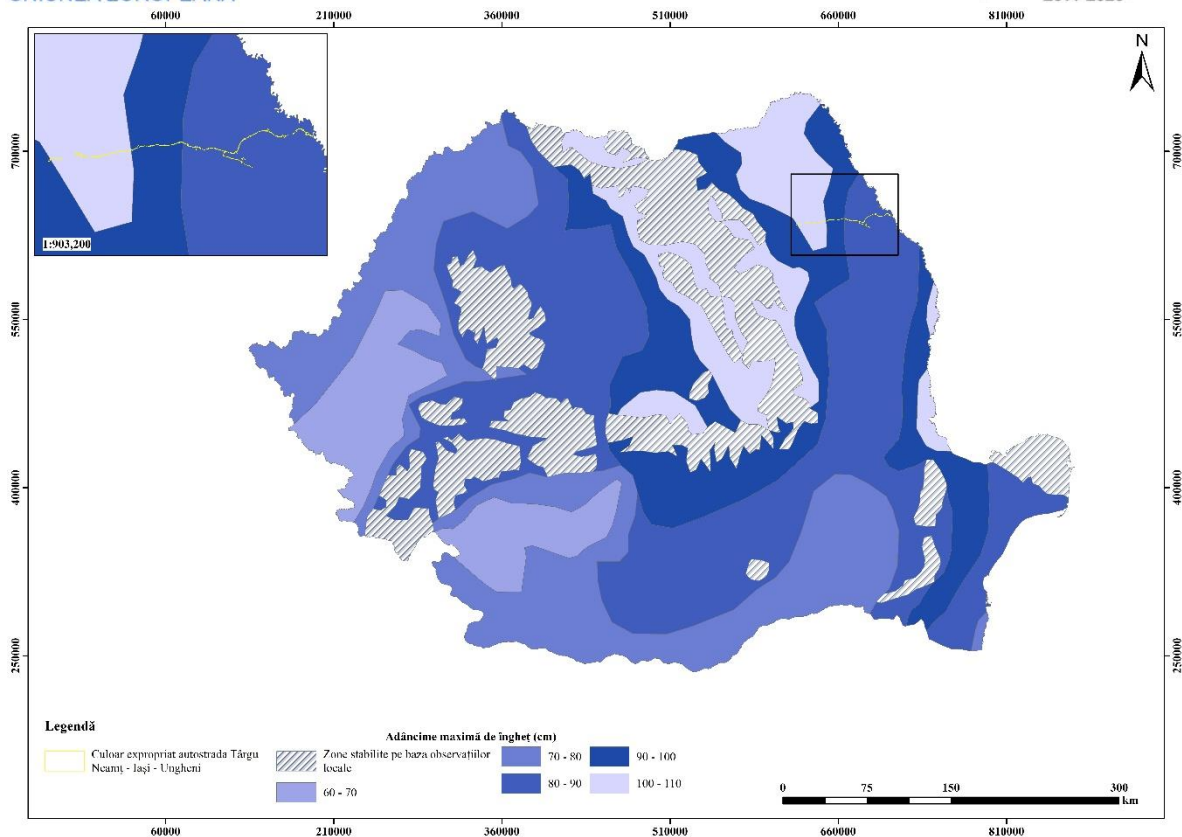 60000 210000 360000 510000 660000 810000
700000 700000
550000 550000
400000 400000
250000 250000
N
1:903,200
Legendă
Culoar expropriat autostrada Târgu
Neamț - Iași - Ungheni
Zone stabilite pe baza observațiilor
locale
60 - 70
Adâncime maximă de îngheț (cm)
70 - 80
80 - 90
90 - 100
100 - 110
0 75 150 300
km
60000 210000 360000 510000 660000 810000